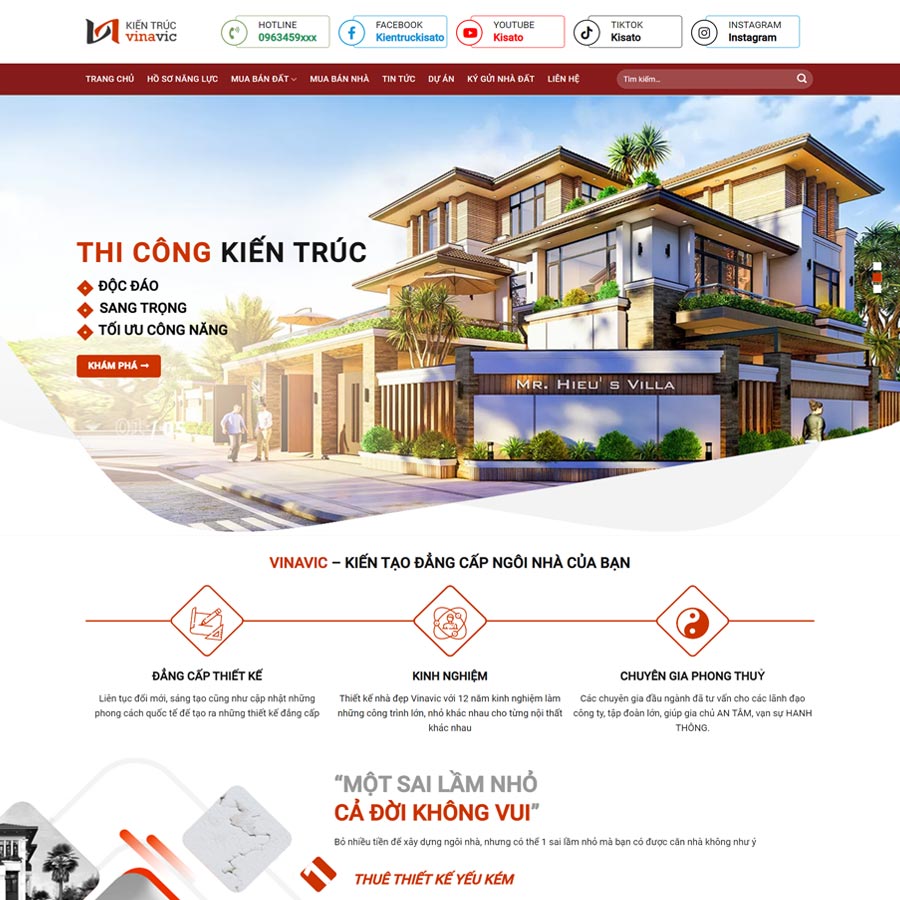 KIẾN TRÚC
vinavic
HOTLINE
0963459xxx
FACEBOOK
Kientruckisato
YOUTUBE
Kisato
TIKTOK
Kisato
INSTAGRAM
Instagram
TRANG CHỦ
HỒ SƠ NĂNG LỰC
MUA BÁN ĐẤT
MUA BÁN NHÀ
TIN TỨC
DỰ ÁN
KÝ GỬI NHÀ ĐẤT
LIÊN HỆ
Tìm kiếm...
THI CÔNG KIẾN TRÚC
ĐỘC ĐÁO
SANG TRỌNG
TỐI ƯU CÔNG NĂNG
KHÁM PHÁ →
MR. HIEU' S VILLA
VINAVIC – KIẾN TẠO ĐẲNG CẤP NGÔI NHÀ CỦA BẠN
ĐẲNG CẤP THIẾT KẾ
Liên tục đổi mới, sáng tạo cũng như cập nhật những
phong cách quốc tế để tạo ra những thiết kế đẳng cấp
KINH NGHIỆM
Thiết kế nhà đẹp Vinavic với 12 năm kinh nghiệm làm
những công trình lớn, nhỏ khác nhau cho từng nội thất
khác nhau
CHUYÊN GIA PHONG THUỶ
Các chuyên gia đầu ngành đã tư vấn cho các lãnh đạo
công ty, tập đoàn lớn, giúp gia chủ AN TÂM, vạn sự HANH
THÔNG.
“MỘT SAI LẦM NHỎ
CẢ ĐỜI KHÔNG VUI”
Bỏ nhiều tiền để xây dựng ngôi nhà, nhưng có thể 1 sai lầm nhỏ mà bạn có được căn nhà không như ý
1
THUÊ THIẾT KẾ YẾU KÉM